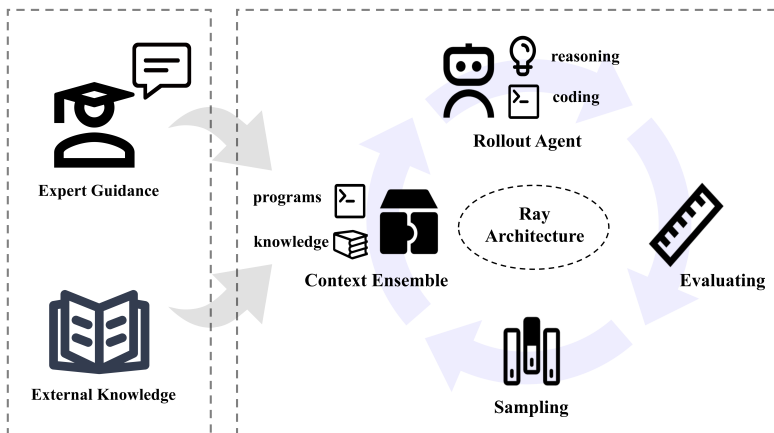 Expert Guidance
External Knowledge
reasoning
coding
Rollout Agent
programs
knowledge
Context Ensemble
Ray
Architecture
Evaluating
Sampling